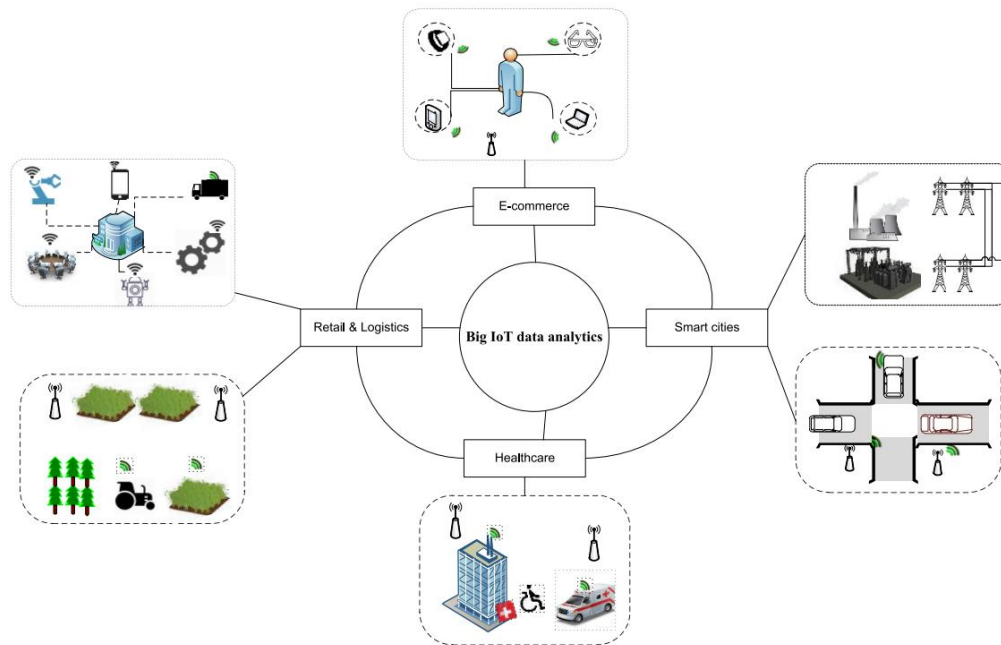 E-commerce
Retail & Logistics
Big IoT data analytics
Smart cities
Healthcare